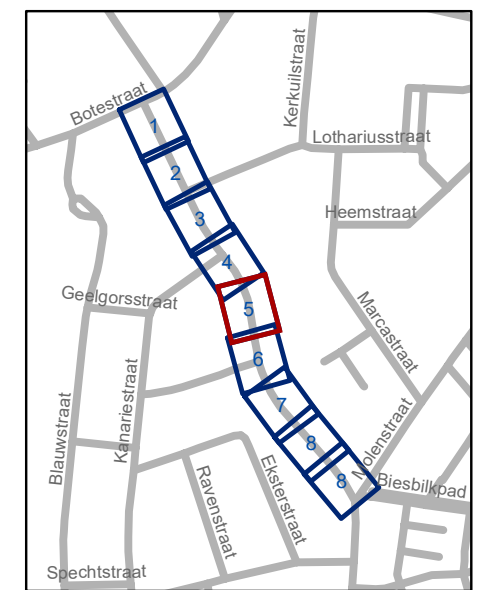 Botestraat
Kerkuilstraat
1
Lothariusstraat
2
3
Heemstraat
4
Geelgorsstraat
5
Marcastraat
6
Blauwstraat
Kanariestraat
7
Molenstraat
8
8
Biesbilkpad
Ravenstraat
Eksterstraat
Spechtstraat